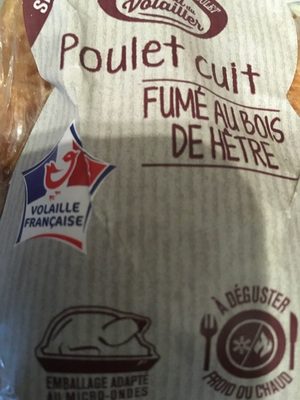 Volailler
Poulet cuit
FUMÉ AU BOIS
DE HÊTRE
VOLAILLE
FRANÇAISE
À DÉGUSTER
FROID OU CHAUD
EMBALLAGE ADAPTÉ
AU MICRO-ONDES